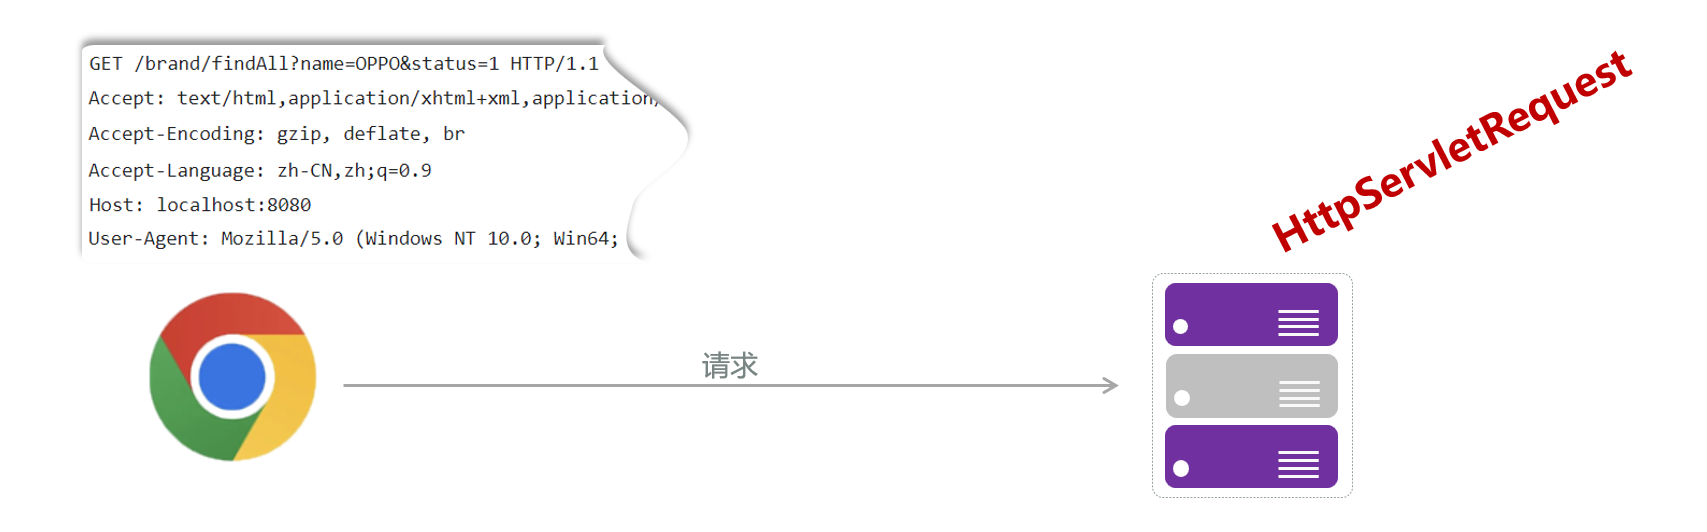 GET /brand/findAll?name=OPPO&status=1 HTTP/1.1
Accept: text/html,application/xhtml+xml,application/
Accept-Encoding: gzip, deflate, br
Accept-Language: zh-CN,zh;q=0.9
Host: localhost:8080
User-Agent: Mozilla/5.0 (Windows NT 10.0; Win64;
HttpServletRequest
请求